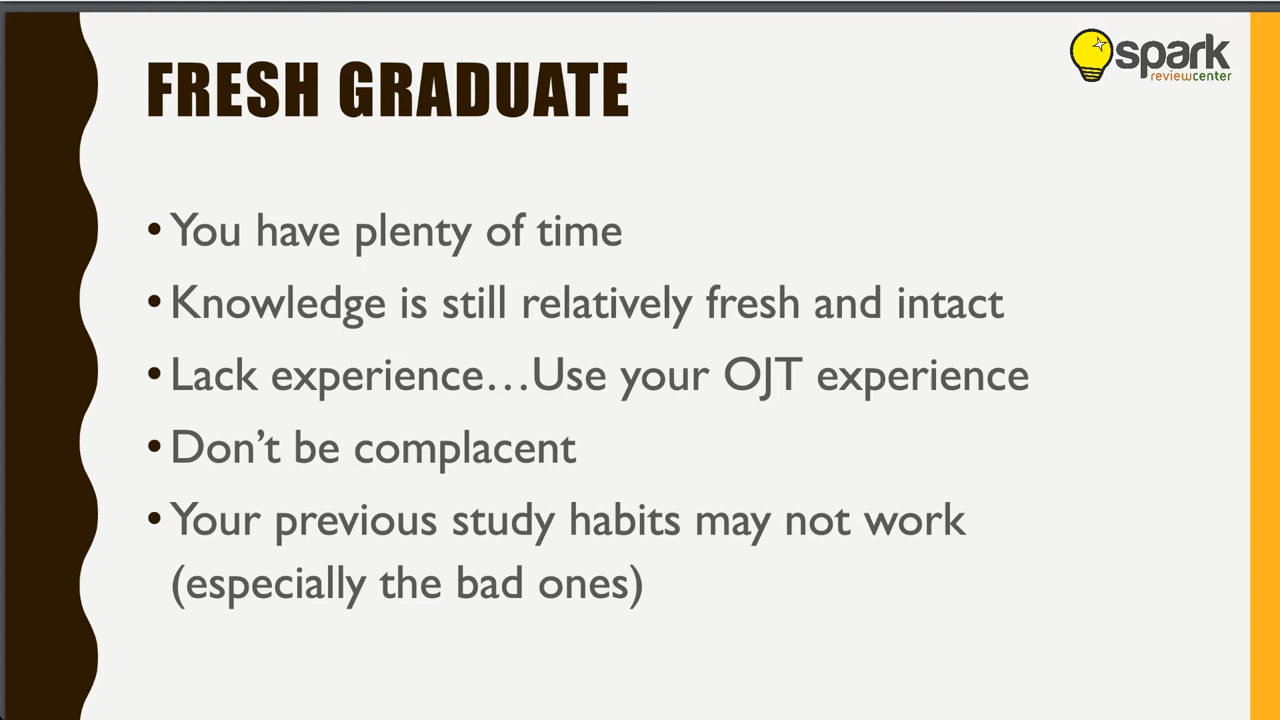 spark
reviewcenter
FRESH GRADUATE
• You have plenty of time
• Knowledge is still relatively fresh and intact
• Lack experience…Use your OJT experience
• Don’t be complacent
• Your previous study habits may not work
(especially the bad ones)